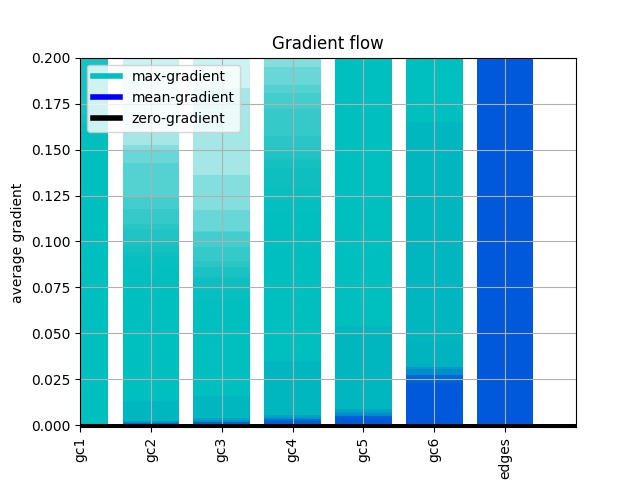 Gradient flow
max-gradient
mean-gradient
zero-gradient
average gradient
0.200
0.175
0.150
0.125
0.100
0.075
0.050
0.025
0.000
gc1
gc2
gc3
gc4
gc5
gc6
edges